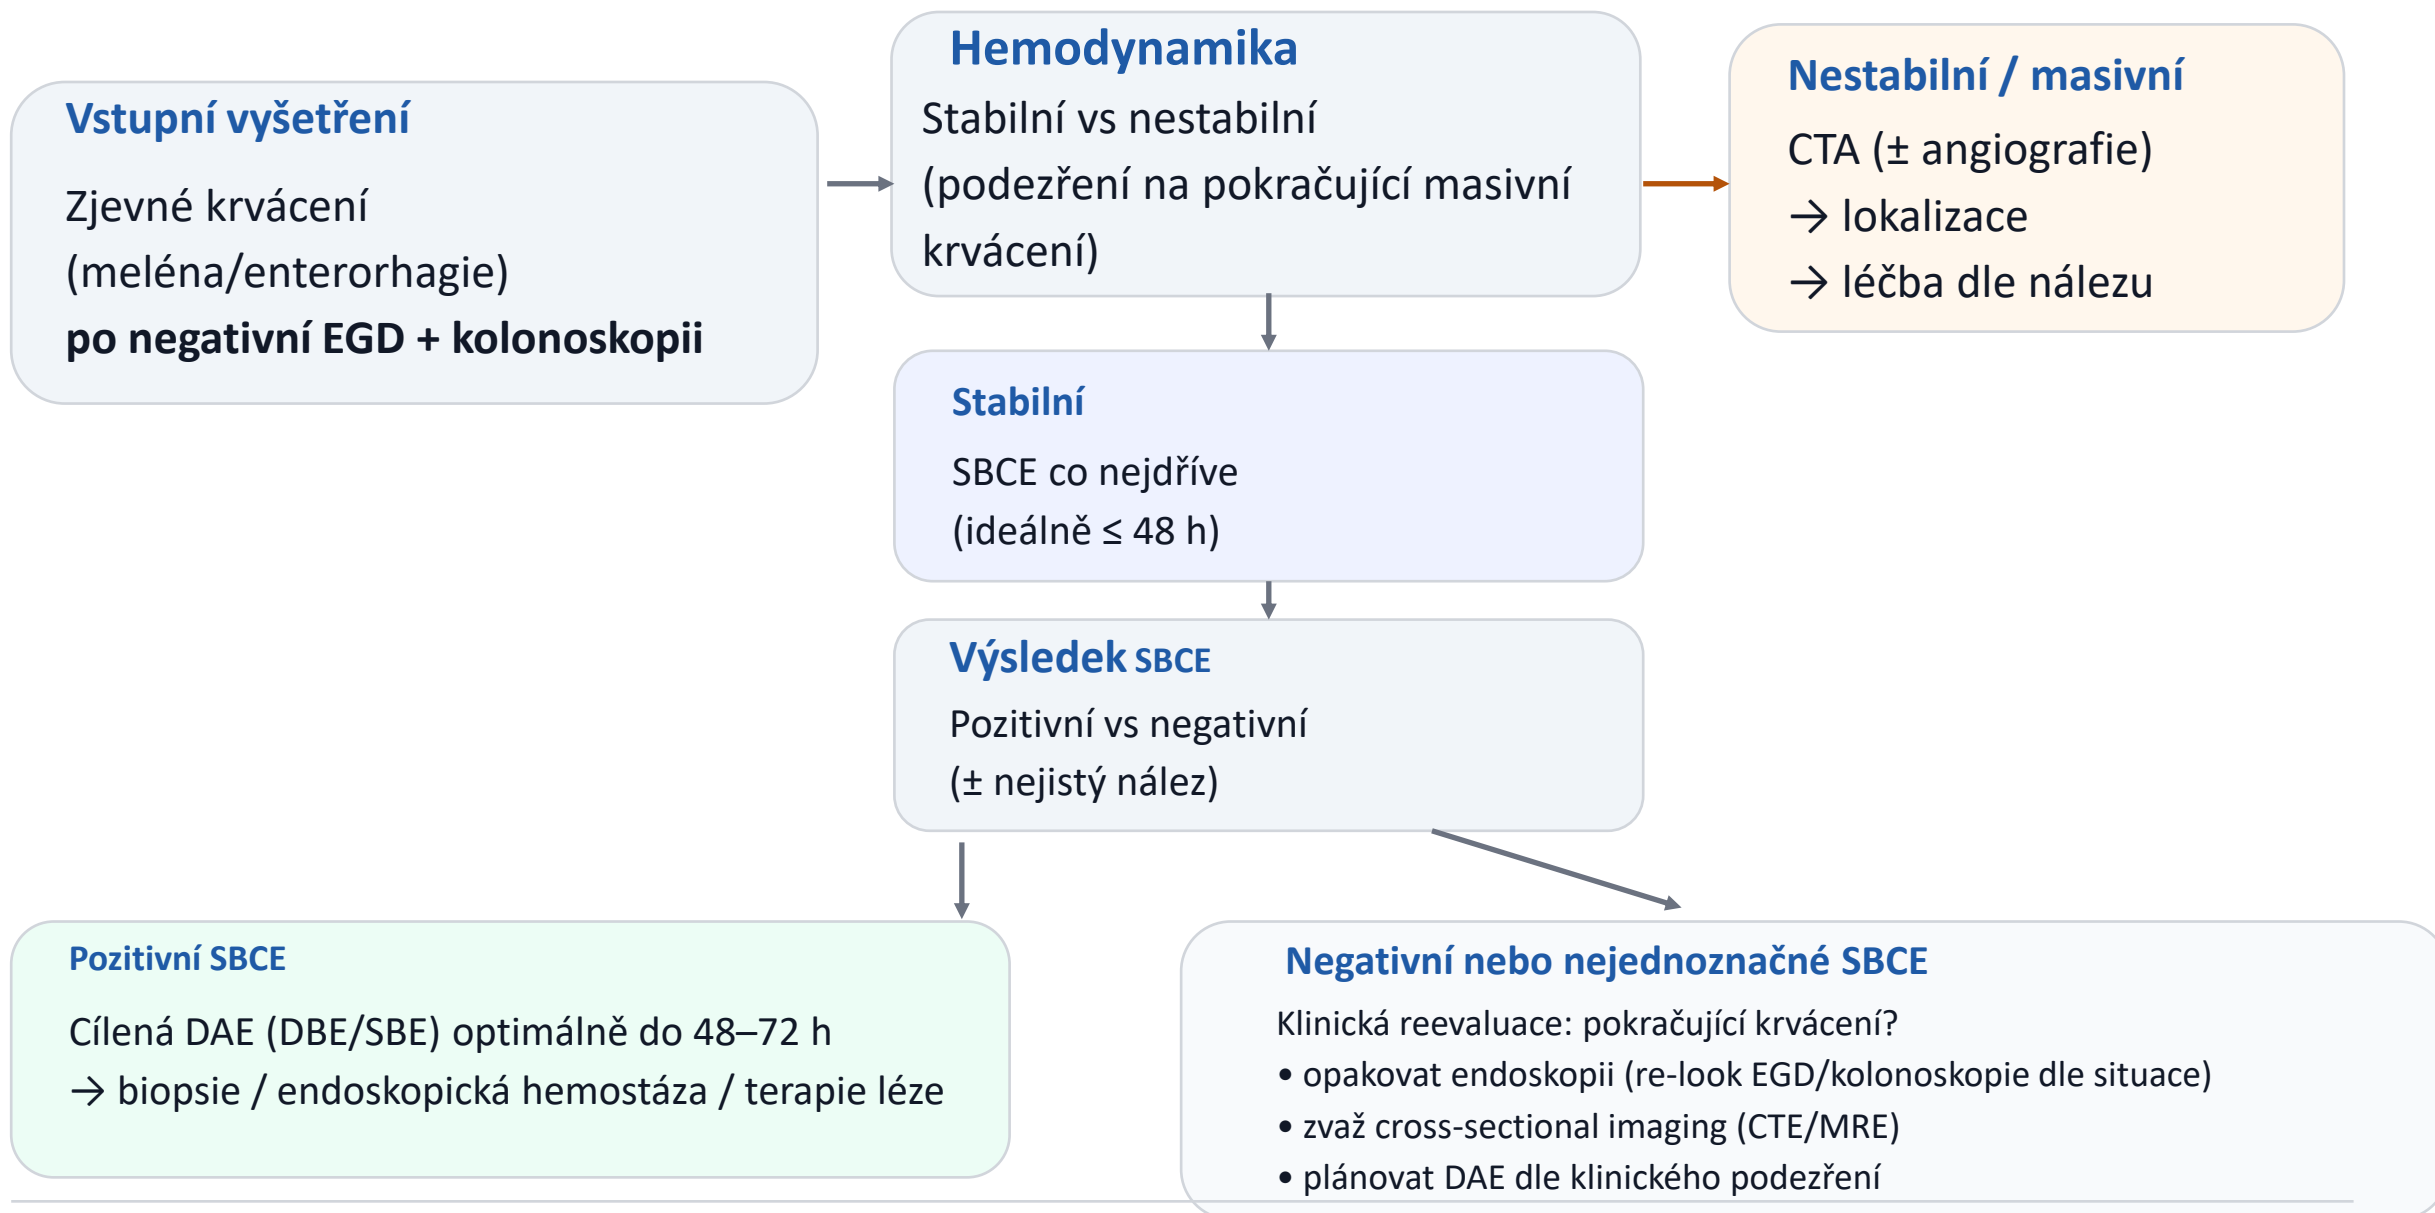 Vstupní vyšetření
Zjevné krvácení
(meléna/enterorhagie)
po negativní EGD + kolonoskopii
Hemodynamika
Stabilní vs nestabilní
(podezření na pokračující masivní
krvácení)
Nestabilní / masivní
CTA (± angiografie)
→ lokalizace
→ léčba dle nálezu
Stabilní
SBCE co nejdříve
(ideálně ≤ 48 h)
Výsledek SBCE
Pozitivní vs negativní
(± nejistý nález)
Pozitivní SBCE
Cílená DAE (DBE/SBE) optimálně do 48–72 h
→ biopsie / endoskopická hemostáza / terapie léze
Negativní nebo nejednoznačné SBCE
Klinická reevaluace: pokračující krvácení?
• opakovat endoskopii (re-look EGD/kolonoskopie dle situace)
• zvaž cross-sectional imaging (CTE/MRE)
• plánovat DAE dle klinického podezření